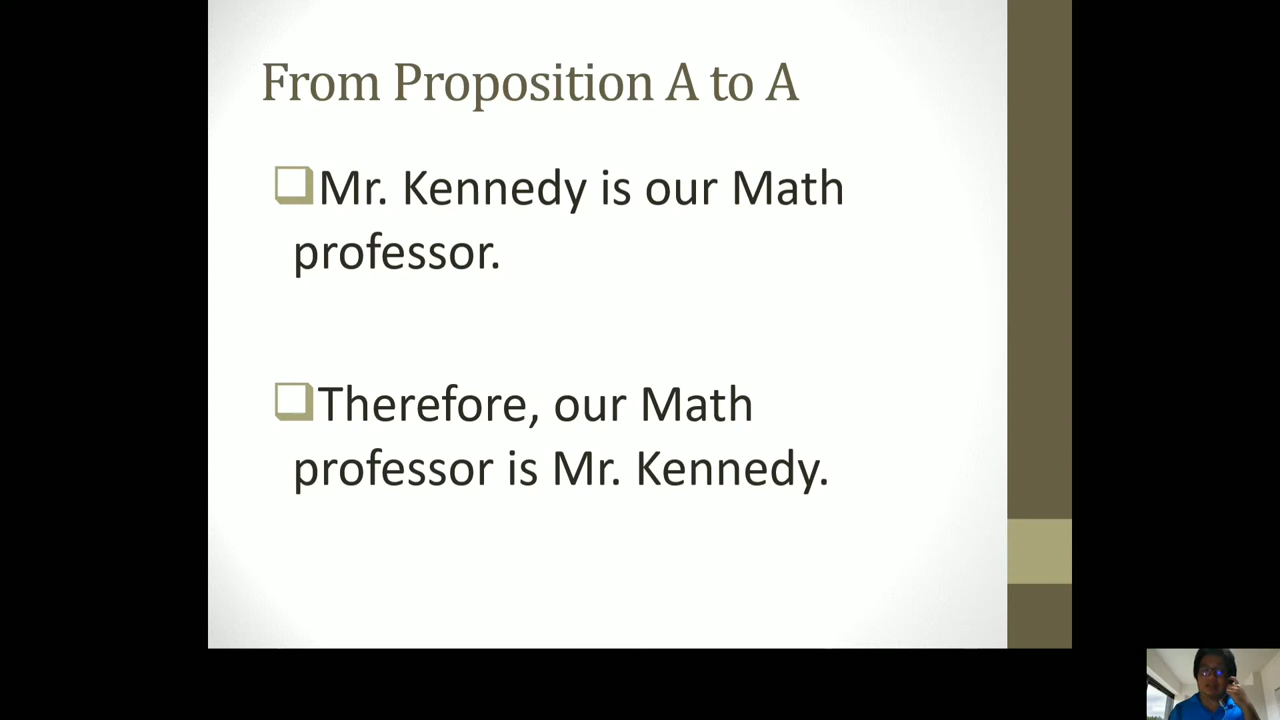 From Proposition A to A
Mr. Kennedy is our Math
professor.
Therefore, our Math
professor is Mr. Kennedy.